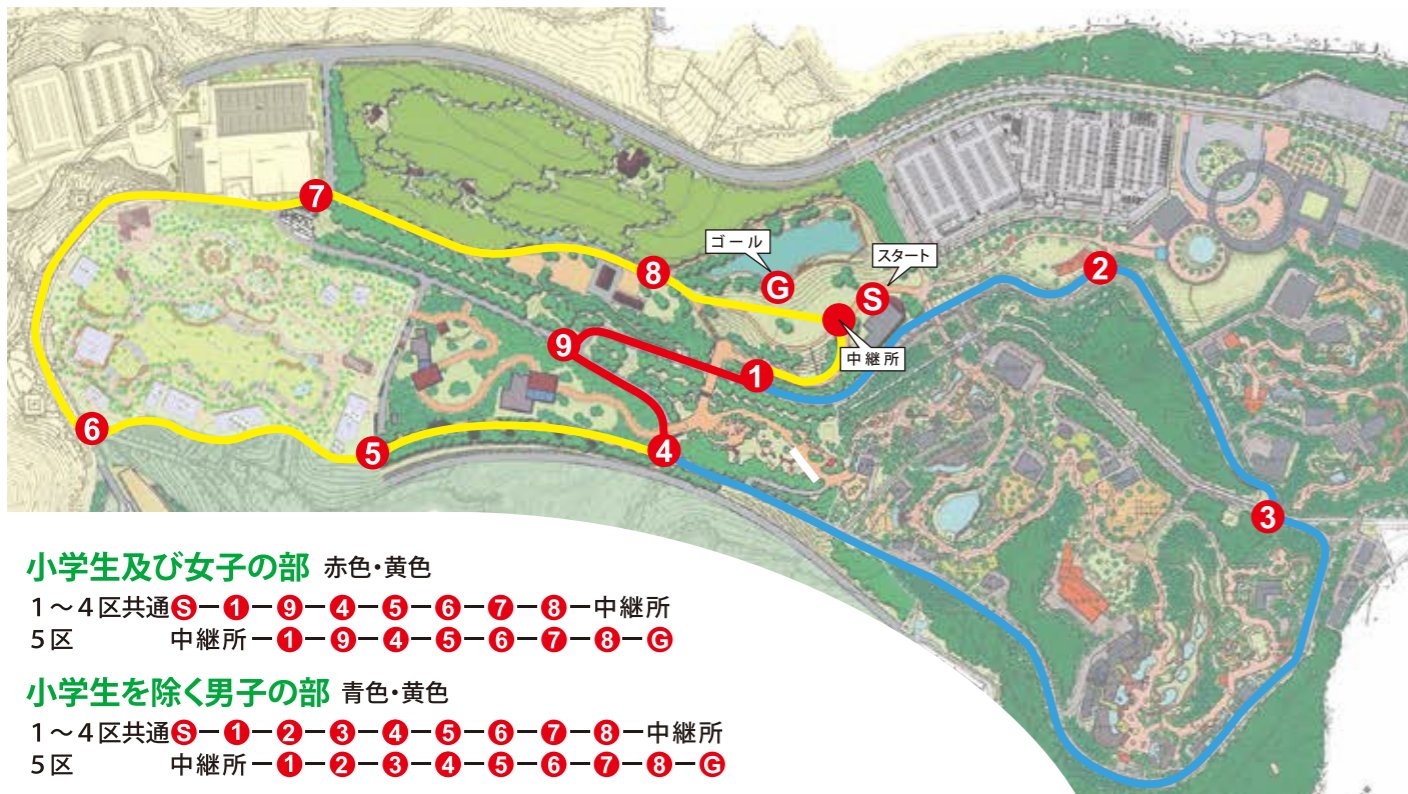 7
2
ゴール
スタート
8
G
S
9
中継所
1
6
5
4
3
小学生及び女子の部 赤色・黄色
1～4区共通S－1－9－4－5－6－7－8－中継所
5区 中継所－1－9－4－5－6－7－8－G
小学生を除く男子の部 青色・黄色
1～4区共通S－1－2－3－4－5－6－7－8－中継所
5区 中継所－1－2－3－4－5－6－7－8－G